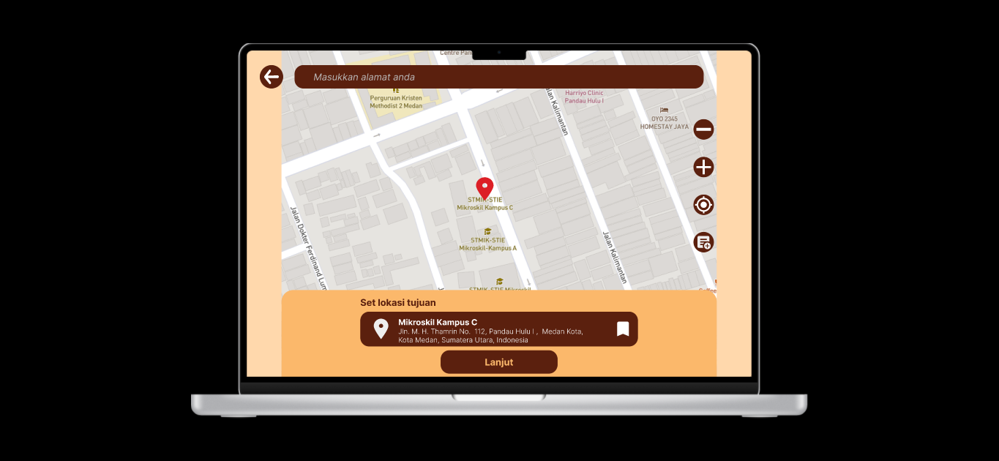 Centre Pan
Masukkan alamat anda
Perguruan Kristen
Methodist 2 Medan
Harriyo Clinic
Pandau Hulu I
Jalan Kalimantan
OYO 2345
HOMESTAY JAYA
STMIK-STIE
Mikroskil Kampus C
Jalan Dokter Ferdinand Lum
STMIK-STIE
Mikroskil-Kampus A
Jalan Kalimantan
STMIK-STIE Mikroskil
Coffee
Set lokasi tujuan
Mikroskil Kampus C
Jln. M. H. Thamrin No. 112, Pandau Hulu I , Medan Kota,
Kota Medan, Sumatera Utara, Indonesia
Lanjut